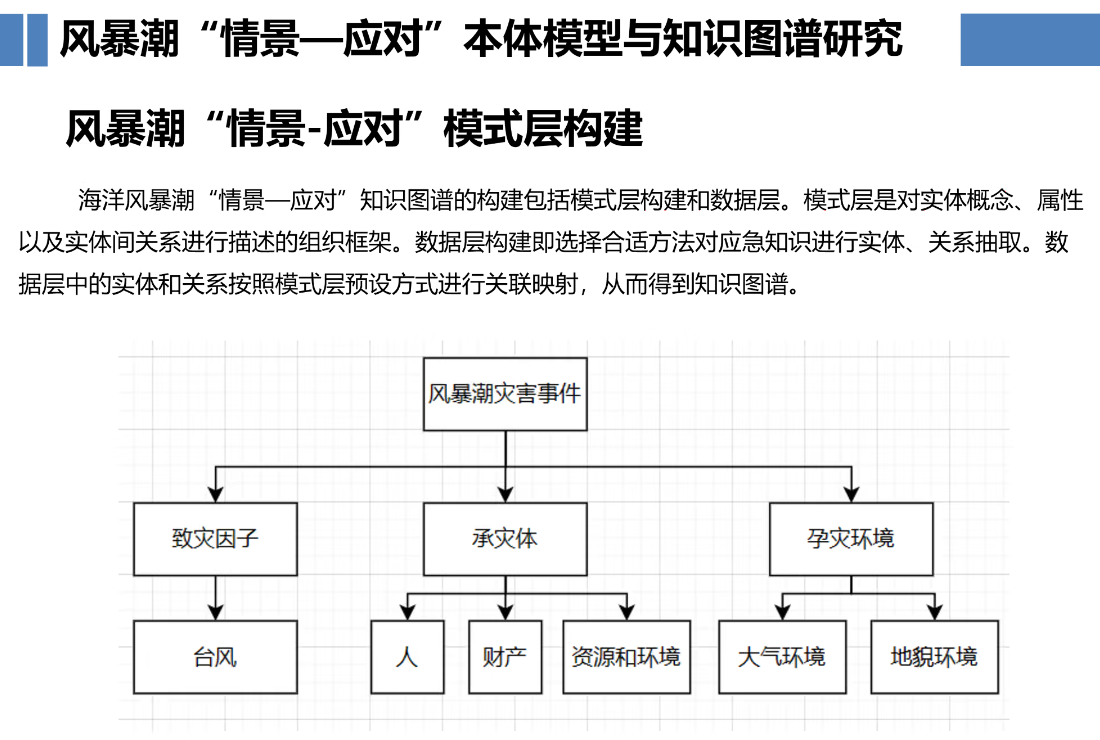 风暴潮“情景—应对”本体模型与知识图谱研究
风暴潮“情景-应对”模式层构建
海洋风暴潮“情景—应对”知识图谱的构建包括模式层构建和数据层。模式层是对实体概念、属性
以及实体间关系进行描述的组织框架。数据层构建即选择合适方法对应急知识进行实体、关系抽取。数
据层中的实体和关系按照模式层预设方式进行关联映射，从而得到知识图谱。
风暴潮灾害事件
致灾因子
承灾体
孕灾环境
台风
人
财产
资源和环境
大气环境
地貌环境